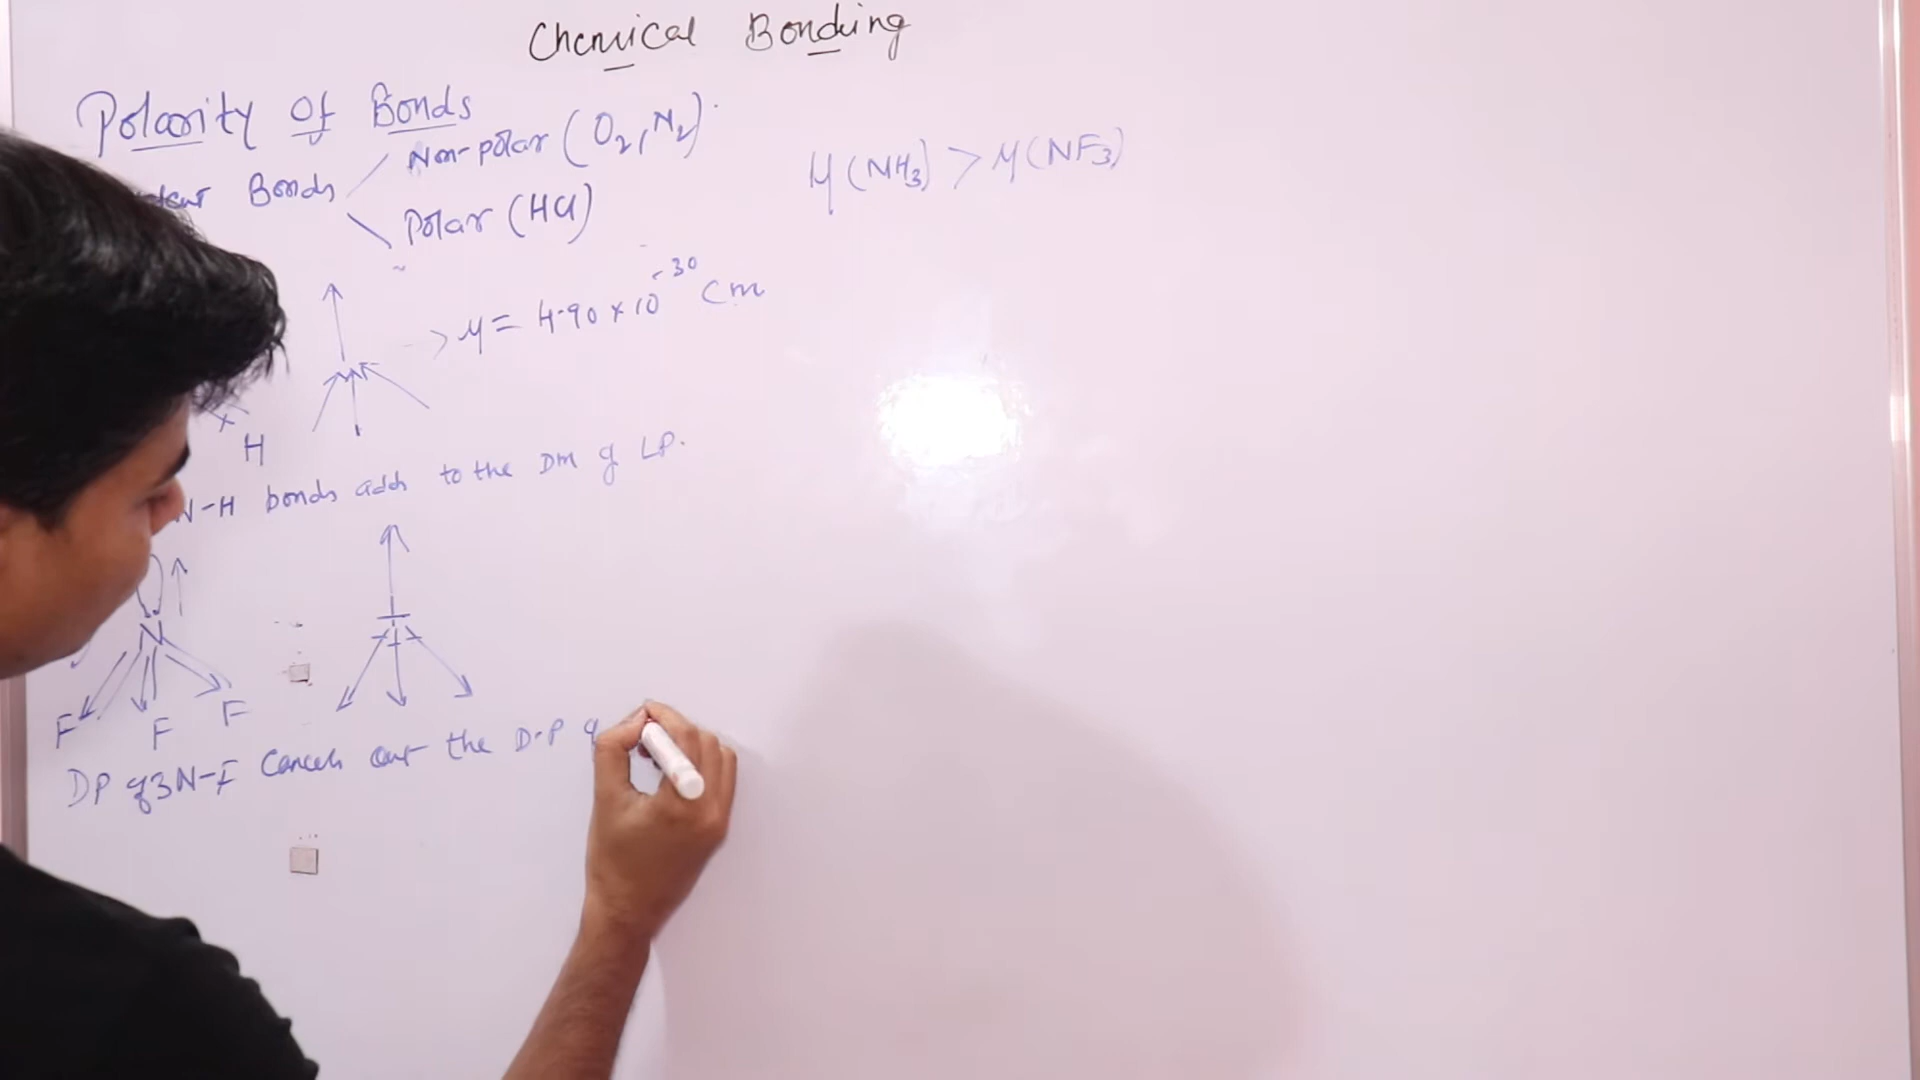 Chemical Bonding
Polarity Of Bonds
Non-polar (O2, N2)
Bonds
Polar (HCl)
μ(NH3) > μ(NF3)
μ = 4.90 x 10^-30 Cm
H
N-H bonds adds to the DM of LP.
N
F F F
DP of 3N-F Cancels out the D.P of